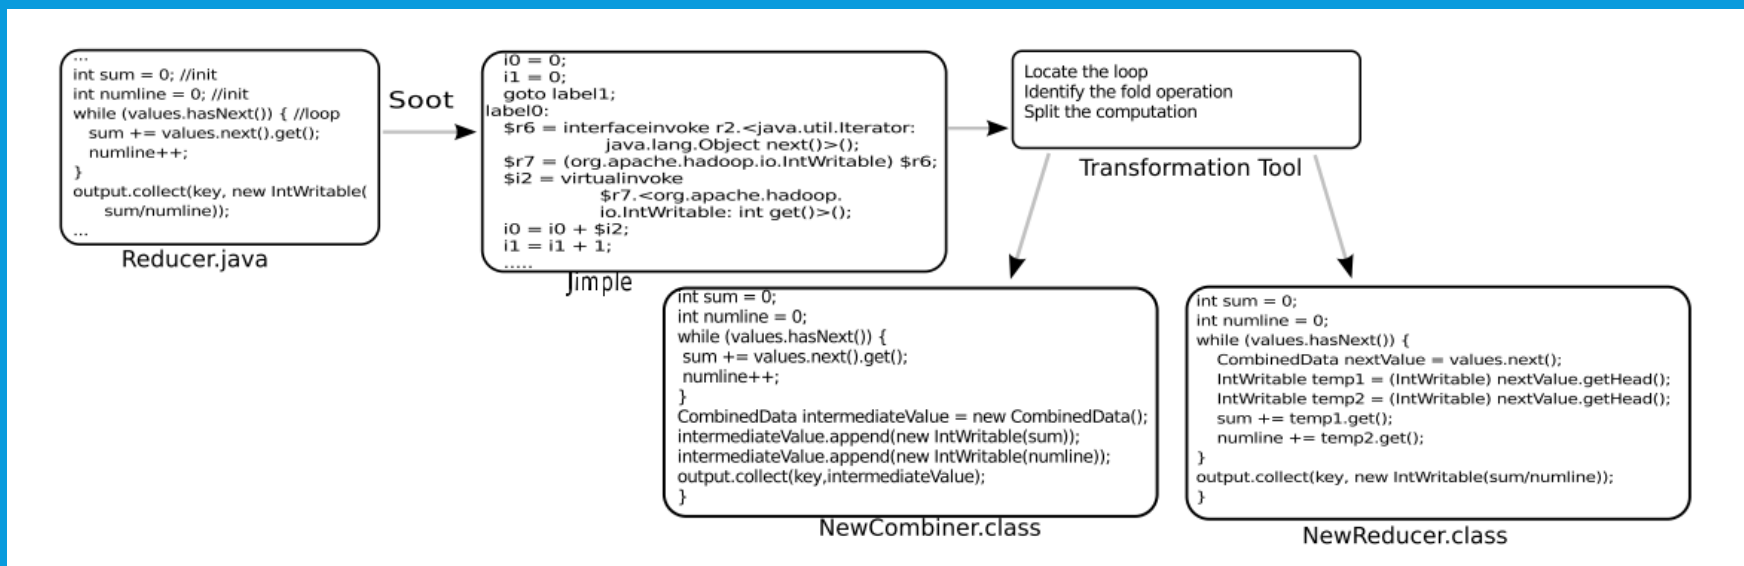 ...
int sum = 0; //init
int numline = 0; //init
while (values.hasNext()) { //loop
sum += values.next().get();
numline++;
}
output.collect(key, new IntWritable(
sum/numline));
...
Reducer.java
Soot
i0 = 0;
i1 = 0;
goto label1;
label0:
$r6 = interfaceinvoke r2.<java.util.Iterator:
java.lang.Object next()>();
$r7 = (org.apache.hadoop.io.IntWritable) $r6;
$i2 = virtualinvoke
$r7.<org.apache.hadoop.
io.IntWritable: int get()>();
i0 = i0 + $i2;
i1 = i1 + 1;
.....
Jimple
Locate the loop
Identify the fold operation
Split the computation
Transformation Tool
int sum = 0;
int numline = 0;
while (values.hasNext()) {
sum += values.next().get();
numline++;
}
CombinedData intermediateValue = new CombinedData();
intermediateValue.append(new IntWritable(sum));
intermediateValue.append(new IntWritable(numline));
output.collect(key,intermediateValue);
}
NewCombiner.class
int sum = 0;
int numline = 0;
while (values.hasNext()) {
CombinedData nextValue = values.next();
IntWritable temp1 = (IntWritable) nextValue.getHead();
IntWritable temp2 = (IntWritable) nextValue.getHead();
sum += temp1.get();
numline += temp2.get();
}
output.collect(key, new IntWritable(sum/numline));
}
NewReducer.class